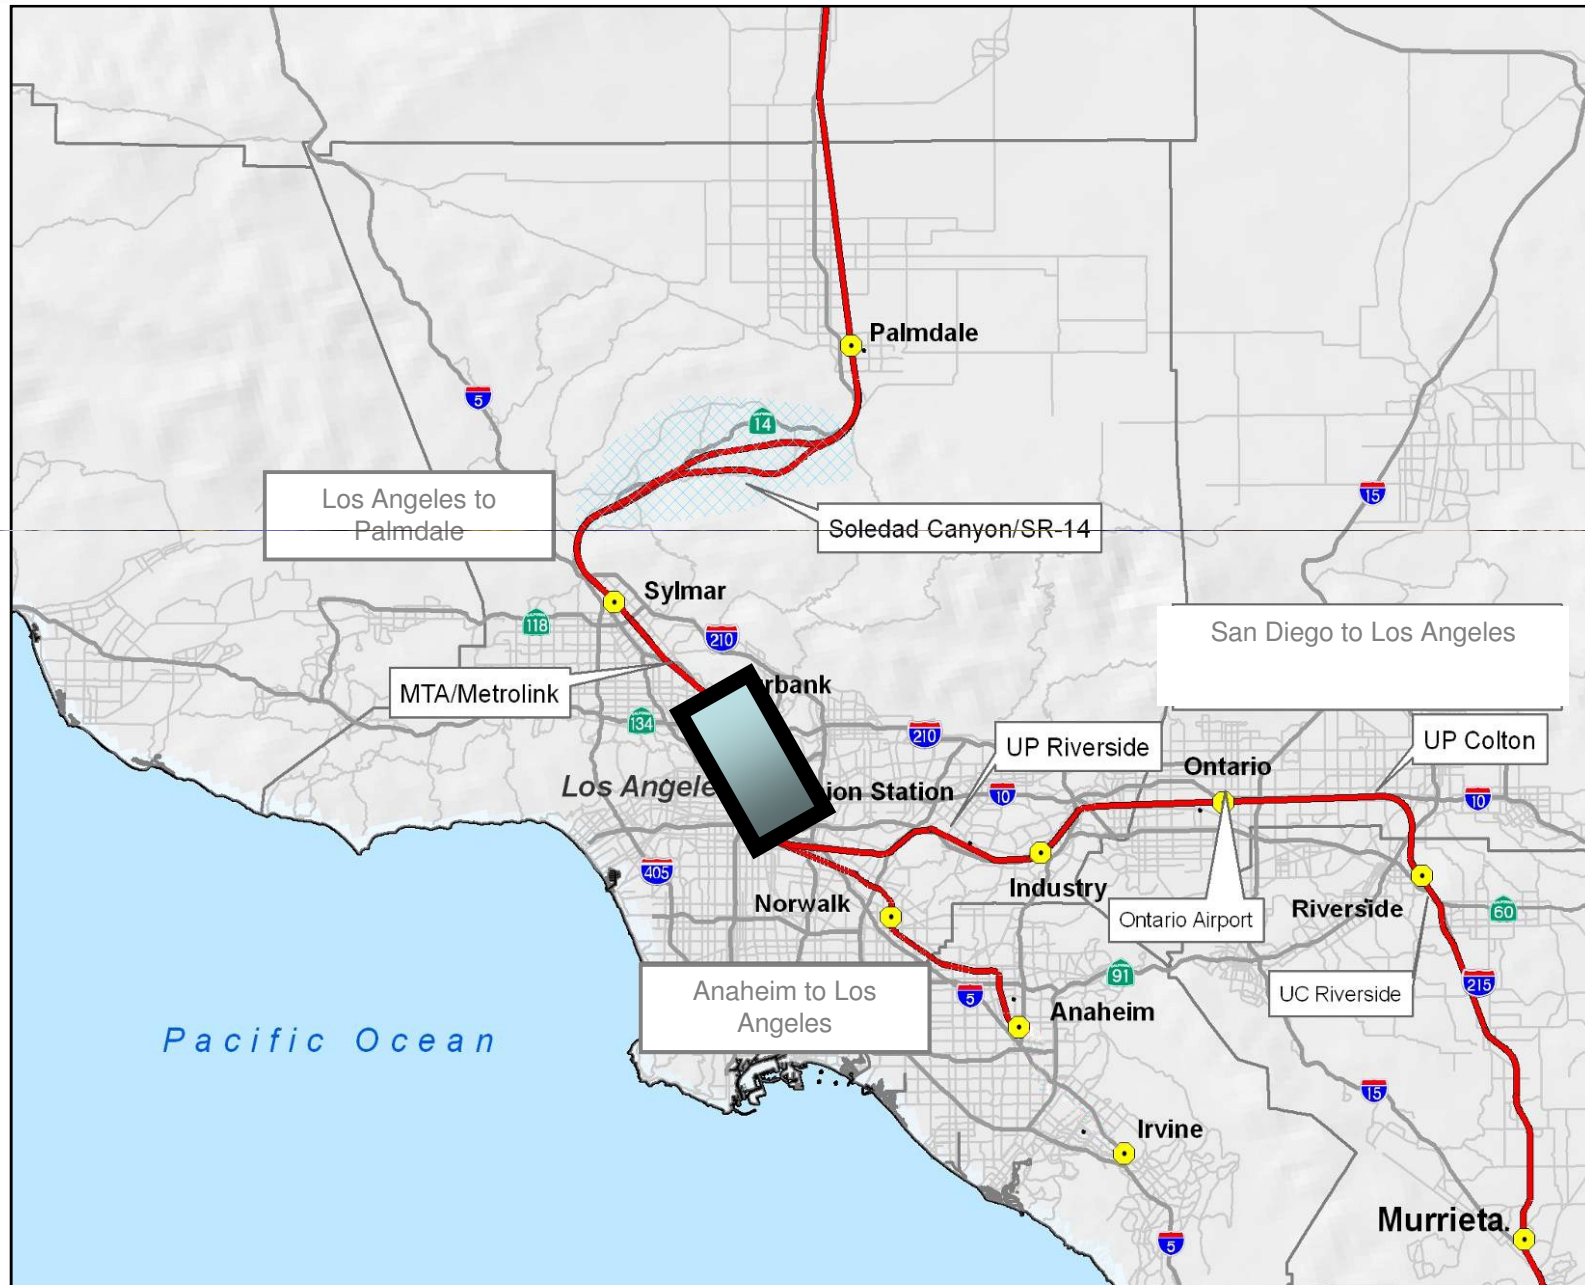 Palmdale
5
14
Los Angeles to
Palmdale
15
Soledad Canyon/SR-14
Sylmar
118
210
San Diego to Los Angeles
MTA/Metrolink
rbank
134
210
UP Riverside
UP Colton
Ontario
Los Angele
ion Station
10
10
405
Industry
Norwalk
Ontario Airport
Riverside
60
91
Anaheim to Los
Angeles
5
UC Riverside
215
Anaheim
Pacific Ocean
15
Irvine
Murrieta
5